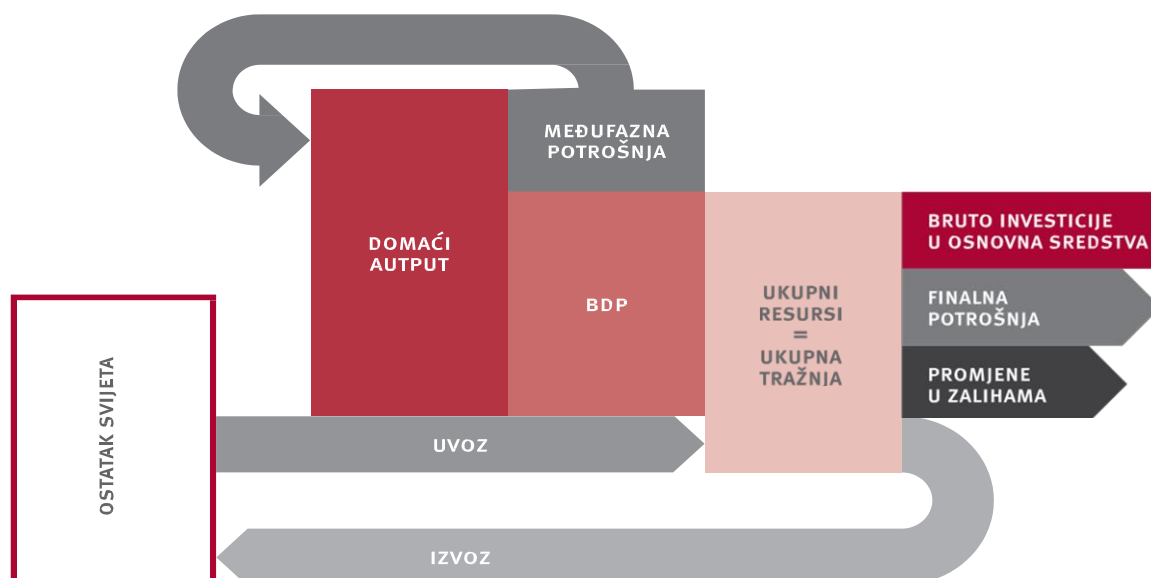 MEĐUFAZNA
POTROŠNJA
DOMAĆI
AUTPUT
BDP
UKUPNI
RESURSI
=
UKUPNA
TRAŽNJA
BRUTO INVESTICIJE
U OSNOVNA SREDSTVA
FINALNA
POTROŠNJA
PROMJENE
U ZALIHAMA
OSTATAK SVIJETA
UVOZ
IZVOZ